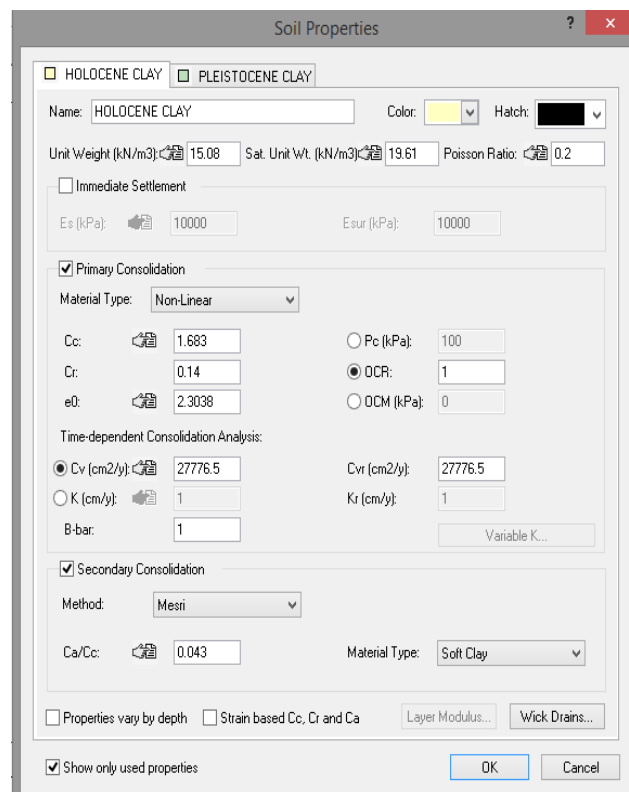 Soil Properties ? ×
HOLOCENE CLAY PLEISTOCENE CLAY
Name: HOLOCENE CLAY Color: Hatch:
Unit Weight (kN/m3): 15.08 Sat. Unit Wt. (kN/m3) 19.61 Poisson Ratio: 0.2
Immediate Settlement
Es (kPa): 10000 Esur (kPa): 10000
Primary Consolidation
Material Type: Non-Linear
Cc: 1.683 Pc (kPa): 100
Cr: 0.14 OCR: 1
e0: 2.3038 OCM (kPa): 0
Time-dependent Consolidation Analysis:
Cv (cm2/y): 27776.5 Cvr (cm2/y): 27776.5
K (cm/y): 1 Kr (cm/y): 1
B-bar: 1 Variable K...
Secondary Consolidation
Method: Mesri
Ca/Cc: 0.043 Material Type: Soft Clay
Properties vary by depth Strain based Cc, Cr and Ca Layer Modulus... Wick Drains...
Show only used properties OK Cancel